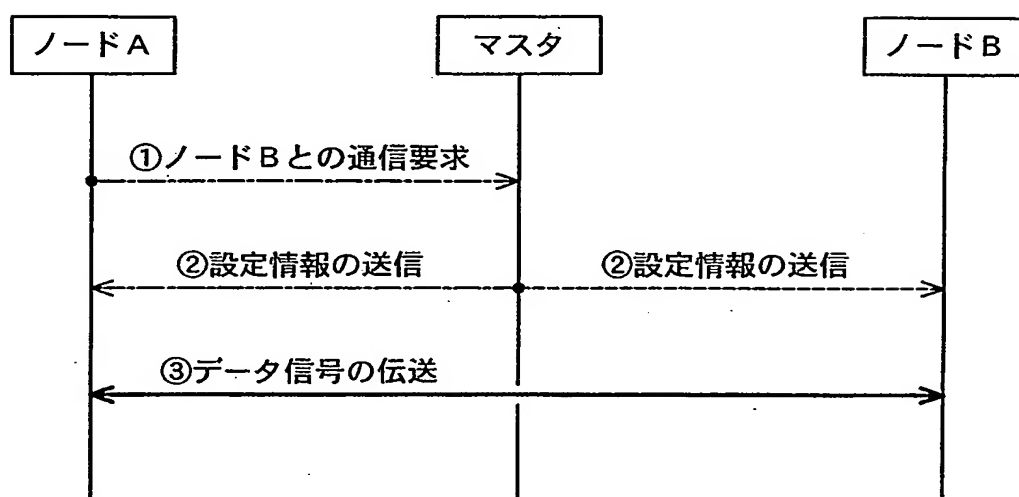 ノードA
マスタ
ノードB
①ノードBとの通信要求
②設定情報の送信
②設定情報の送信
③データ信号の伝送